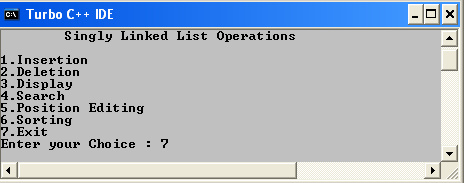 Turbo C++ IDE
Singly Linked List Operations
1.Insertion
2.Deletion
3.Display
4.Search
5.Position Editing
6.Sorting
7.Exit
Enter your Choice : 7